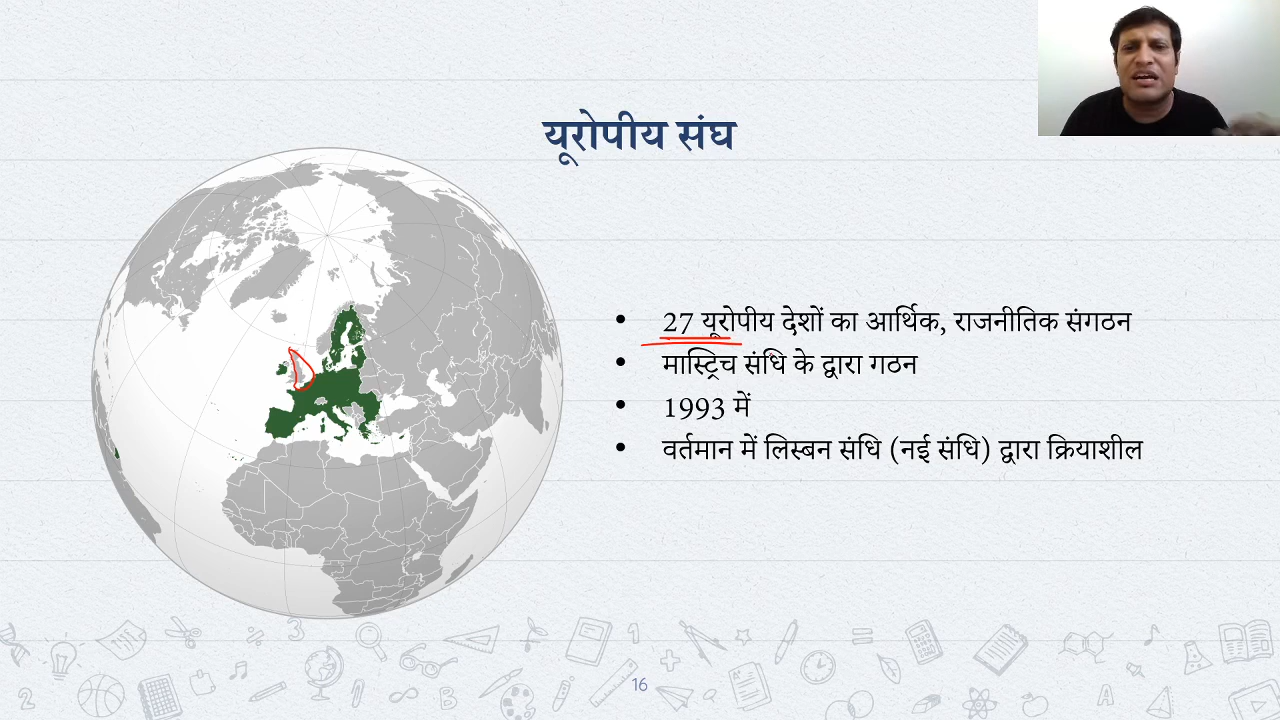 यूरोपीय संघ
• 27 यूरोपीय देशों का आर्थिक, राजनीतिक संगठन
• मास्ट्रिच संधि के द्वारा गठन
• 1993 में
• वर्तमान में लिस्बन संधि (नई संधि) द्वारा क्रियाशील
16